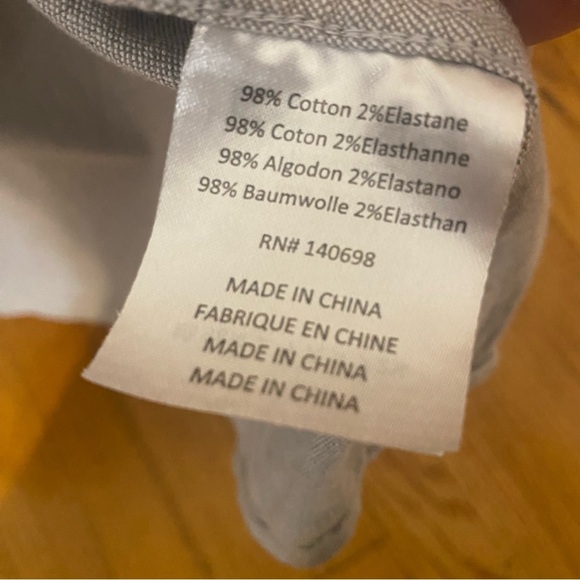 98% Cotton 2%Elastane
98% Coton 2%Elasthanne
98% Algodon 2%Elastano
98% Baumwolle 2%Elasthan
RN# 140698
MADE IN CHINA
FABRIQUE EN CHINE
MADE IN CHINA
MADE IN CHINA